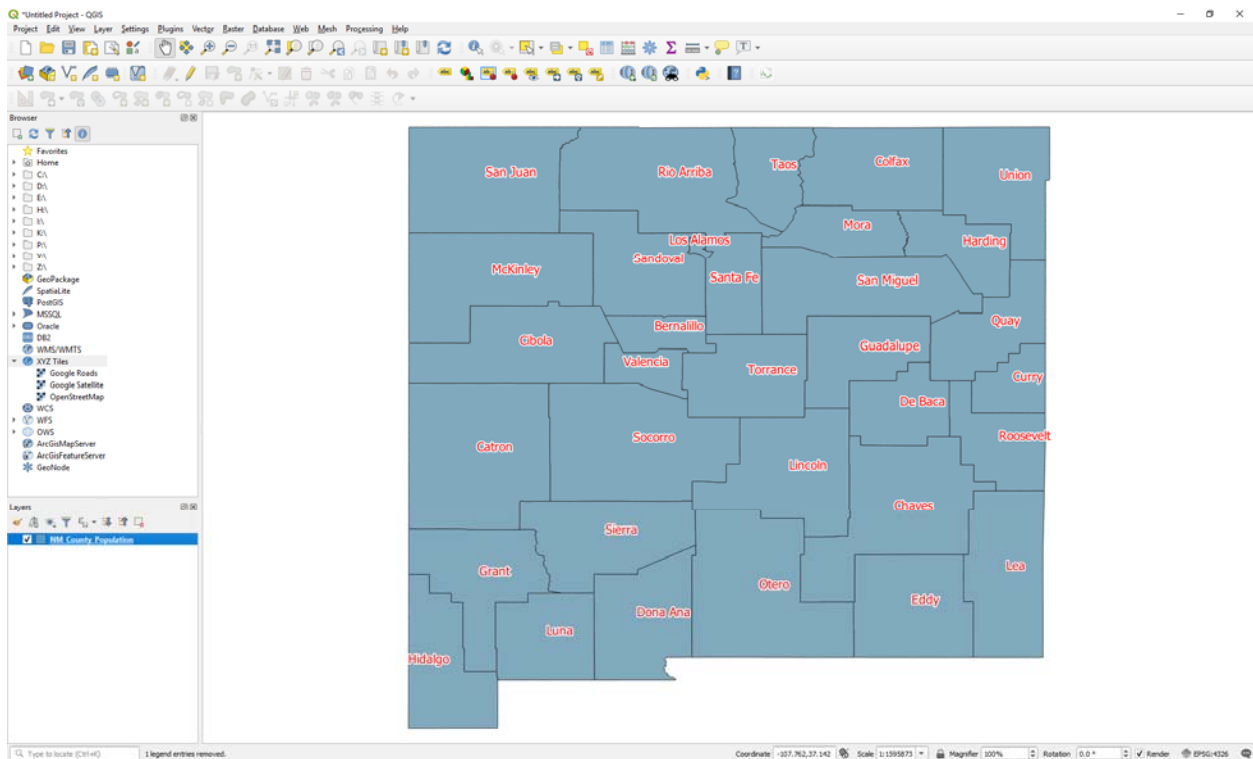 *Untitled Project - QGIS
Project Edit View Layer Settings Plugins Vector Raster Database Web Mesh Processing Help
Browser
Favorites
Home
C:\
D:\
E:\
H:\
I:\
K:\
P:\
V:\
Z:\
GeoPackage
SpatiaLite
PostGIS
MSSQL
Oracle
DB2
WMS/WMTS
XYZ Tiles
Google Roads
Google Satellite
OpenStreetMap
WCS
WFS
OWS
ArcGisMapServer
ArcGisFeatureServer
GeoNode
Layers
NM_County_Population
San Juan
Rio Arriba
Taos
Colfax
Union
Mora
Harding
Los Alamos
Sandoval
McKinley
Santa Fe
San Miguel
Quay
Bernalillo
Cibola
Guadalupe
Valencia
Torrance
Curry
De Baca
Roosevelt
Socorro
Catron
Lincoln
Chaves
Sierra
Lea
Grant
Otero
Eddy
Dona Ana
Luna
Hidalgo
Type to locate (Ctrl+K) 1 legend entries removed. Coordinate -107.762,37.142 Scale 1:1595873 Magnifier 100% Rotation 0.0 ° Render EPSG:4326